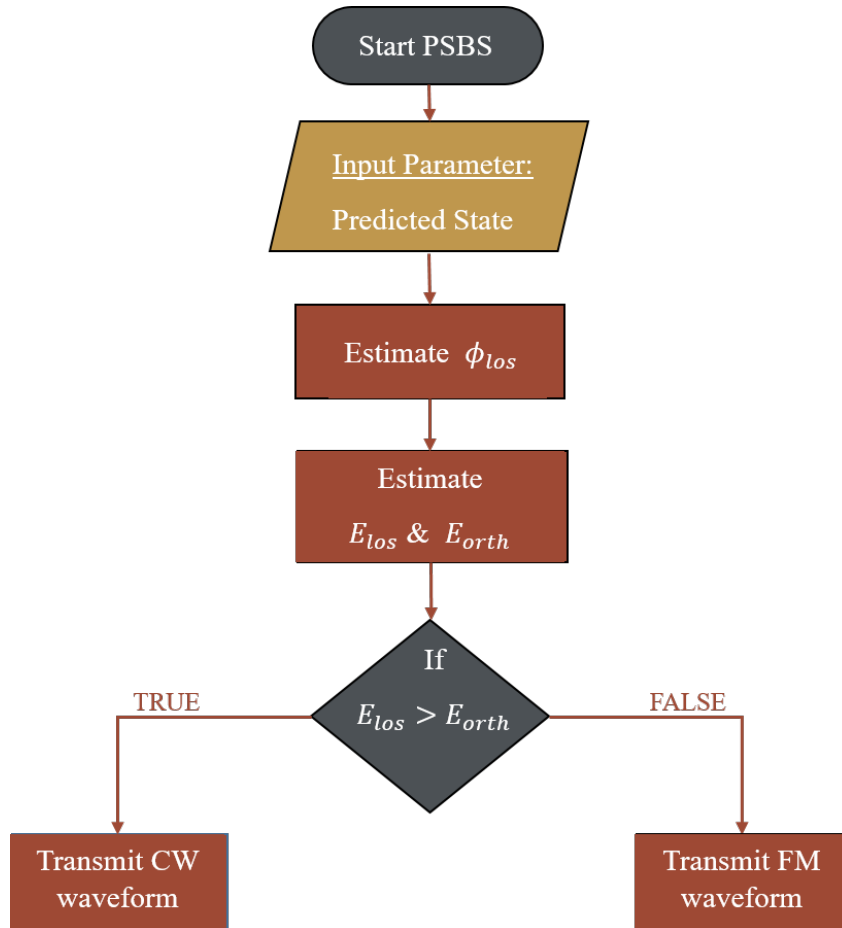 Start PSBS
Input Parameter:
Predicted State
Estimate ϕ_los
Estimate
E_los & E_orth
If
E_los > E_orth
TRUE
FALSE
Transmit CW
waveform
Transmit FM
waveform